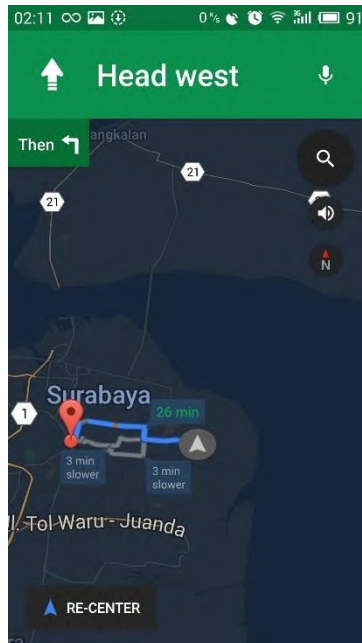 02:11 0% 91
Head west
Then
angkalan
21
21
Surabaya
N
1
26 min
3 min
slower
3 min
slower
Tol Waru - Juanda
RE-CENTER